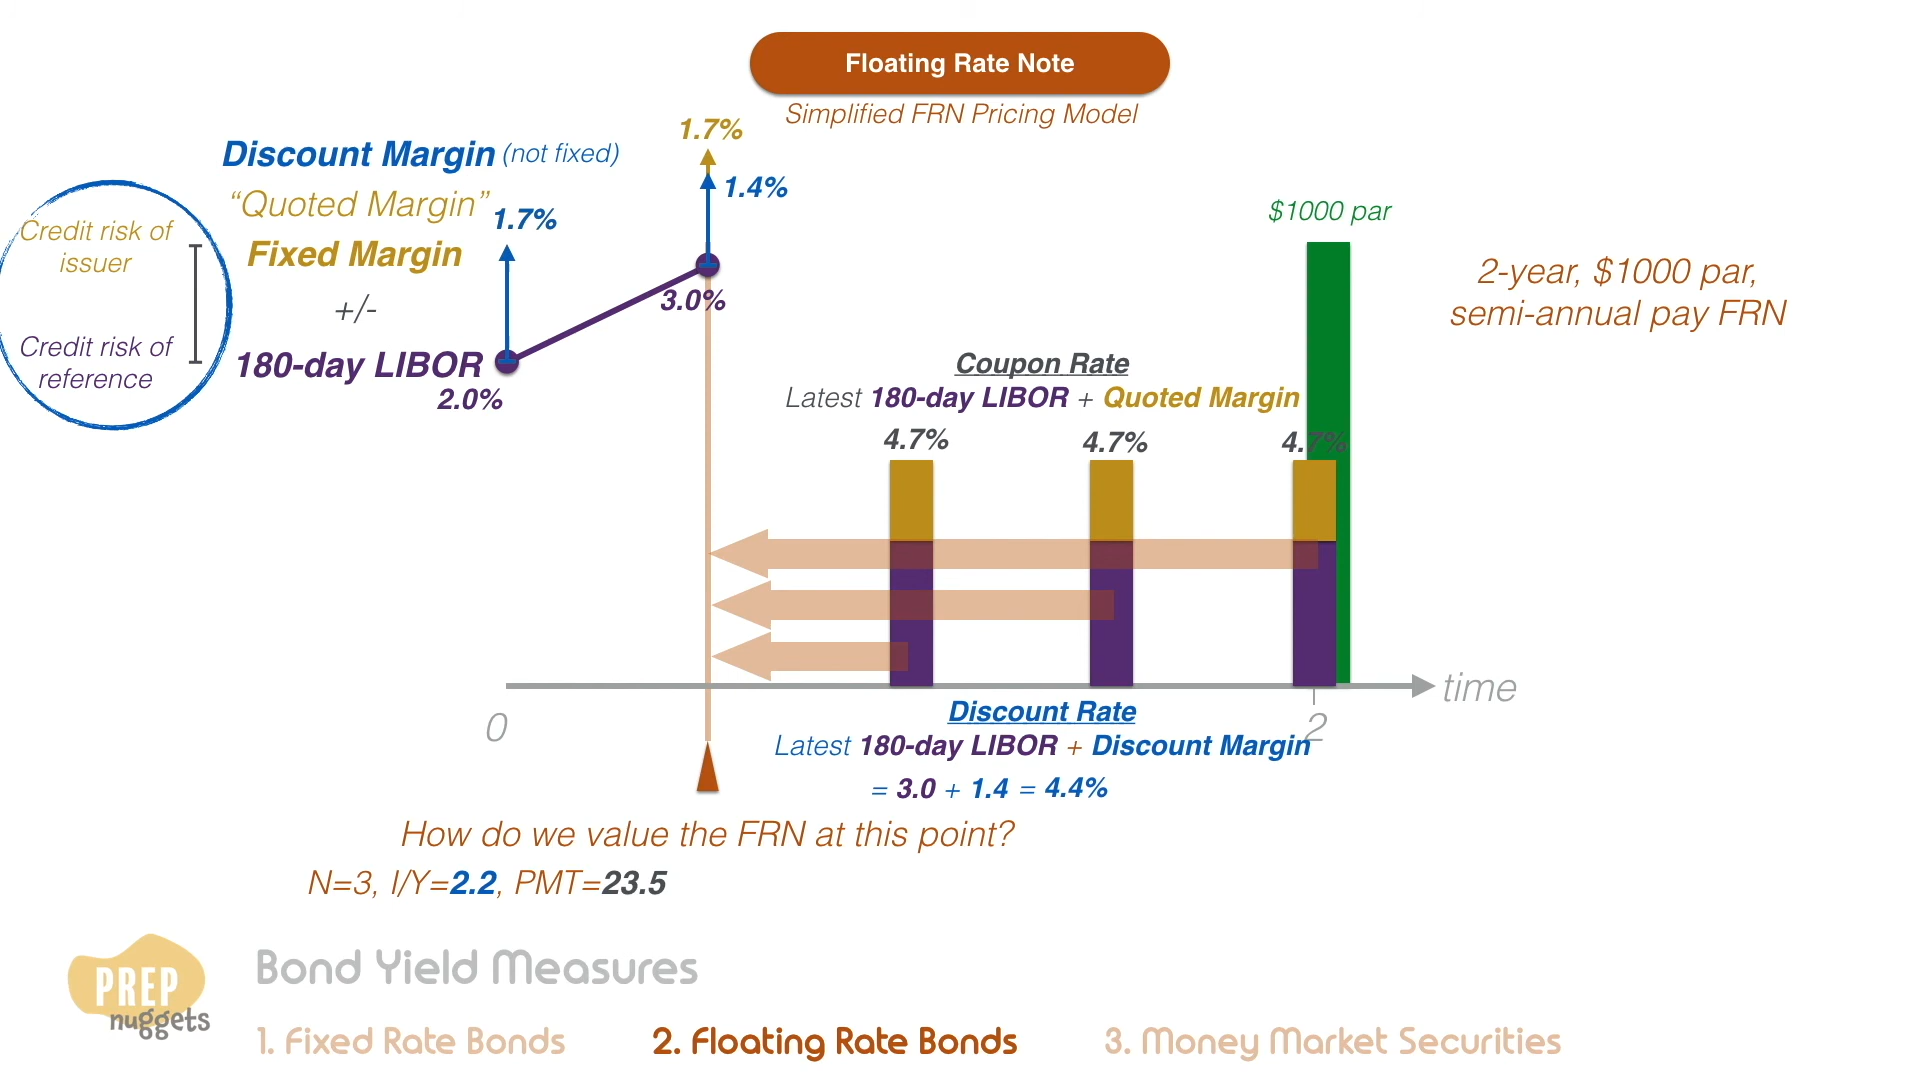 Floating Rate Note
Simplified FRN Pricing Model
1.7%
1.4%
Discount Margin (not fixed)
“Quoted Margin”
1.7%
Fixed Margin
+/-
180-day LIBOR
2.0%
3.0%
Credit risk of
issuer
Credit risk of
reference
$1000 par
2-year, $1000 par,
semi-annual pay FRN
Coupon Rate
Latest 180-day LIBOR + Quoted Margin
4.7%
4.7%
4.7%
time
0
2
Discount Rate
Latest 180-day LIBOR + Discount Margin
= 3.0 + 1.4 = 4.4%
How do we value the FRN at this point?
N=3, I/Y=2.2, PMT=23.5
PREP
nuggets
Bond Yield Measures
1. Fixed Rate Bonds
2. Floating Rate Bonds
3. Money Market Securities